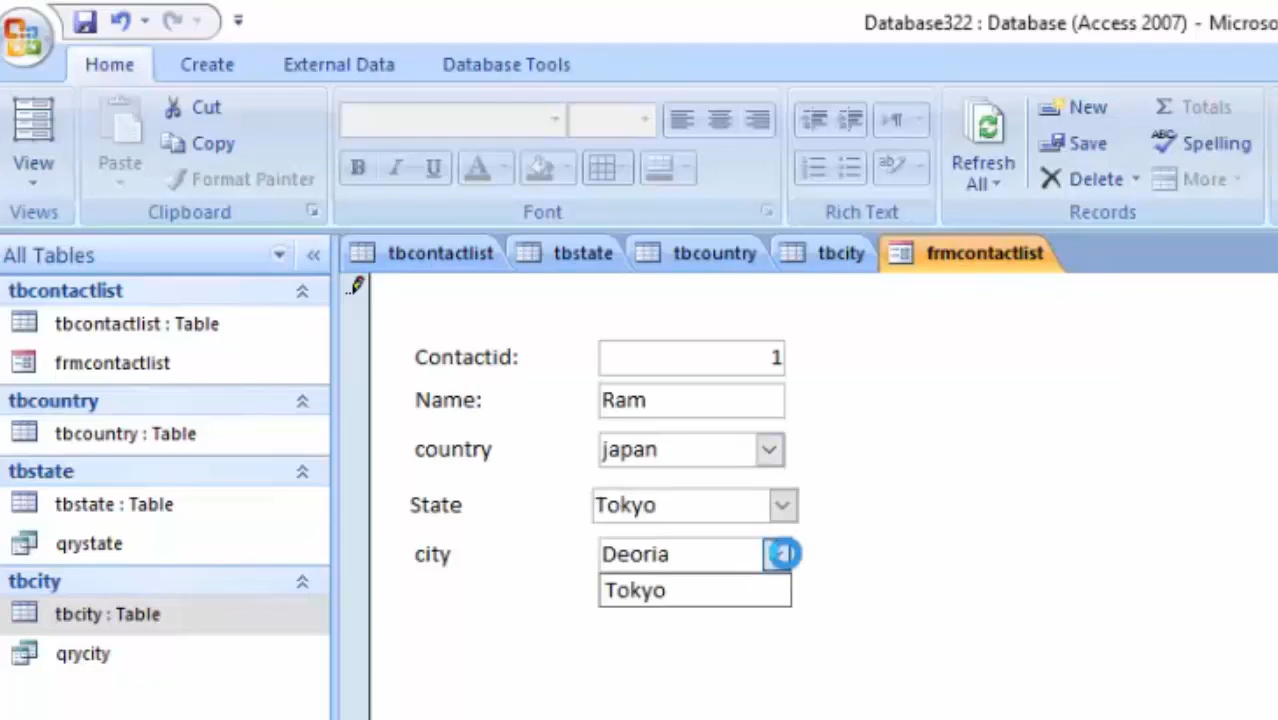 Database322 : Database (Access 2007) - Microso
Home Create External Data Database Tools
View
Views
Paste
Cut
Copy
Format Painter
Clipboard
B I U A
Font
Rich Text
Refresh
All
New
Save
Delete
Σ Totals
ABC Spelling
More
Records
All Tables
tbcontactlist tbstate tbcountry tbcity frmcontactlist
tbcontactlist
tbcontactlist : Table
frmcontactlist
tbcountry
tbcountry : Table
tbstate
tbstate : Table
qrystate
tbcity
tbcity : Table
qrycity
Contactid: 1
Name: Ram
country japan
State Tokyo
city Deoria
Tokyo